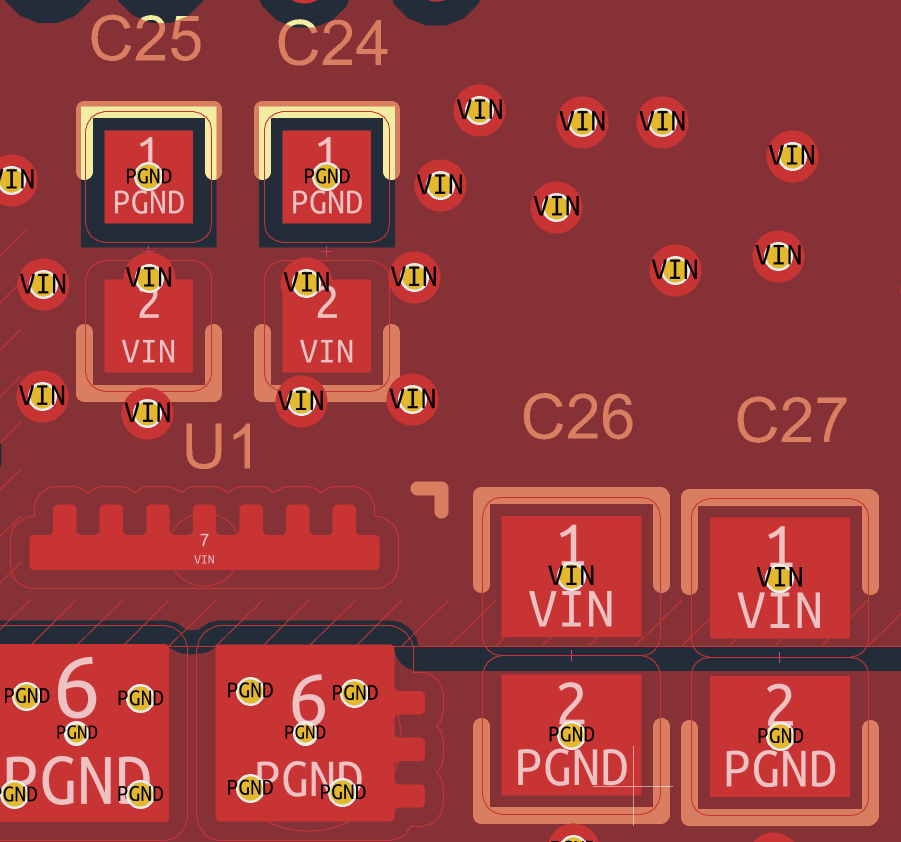 C25 C24
VIN VIN VIN
1 1 VIN
PGND PGND VIN VIN
PGND PGND VIN
VIN VIN VIN VIN VIN VIN
2 2
VIN VIN
VIN VIN VIN VIN
C26 C27
U1
1 1
7
VIN VIN VIN
VIN VIN
6 6 2 2
PGND PGND PGND PGND
PGND PGND PGND PGND
PGND PGND PGND PGND
PGND PGND PGND PGND